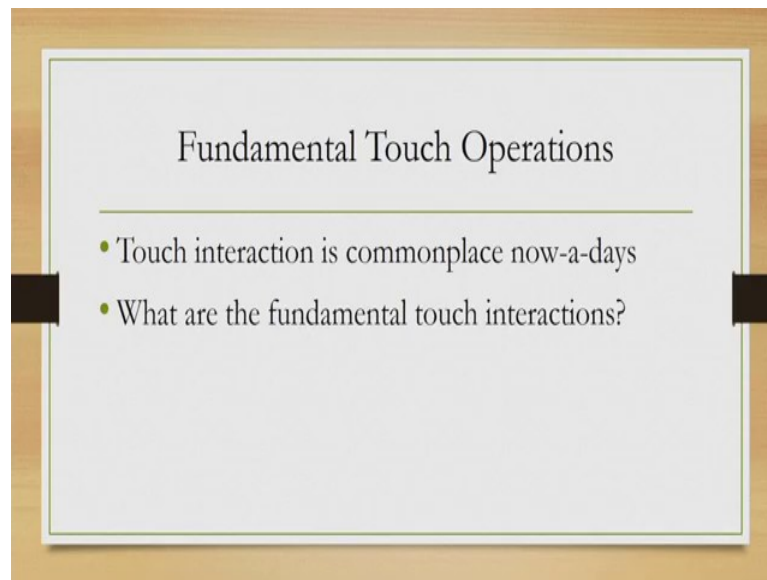 Fundamental Touch Operations
• Touch interaction is commonplace now-a-days
• What are the fundamental touch interactions?